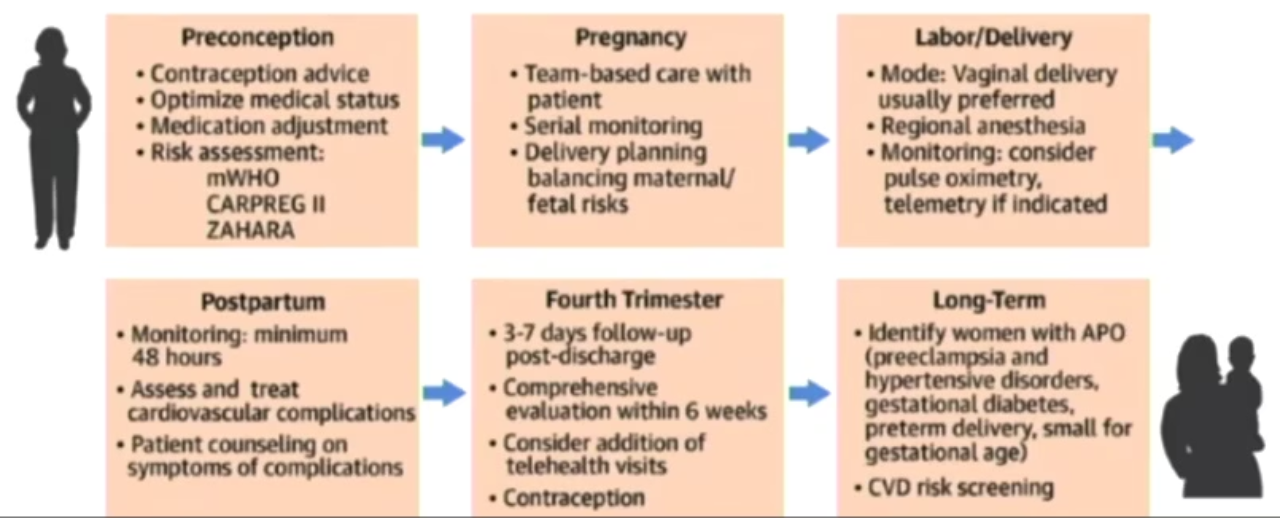 Preconception
• Contraception advice
• Optimize medical status
• Medication adjustment
• Risk assessment:
mWHO
CARPREG II
ZAHARA
Pregnancy
• Team-based care with
patient
• Serial monitoring
• Delivery planning
balancing maternal/
fetal risks
Labor/Delivery
• Mode: Vaginal delivery
usually preferred
• Regional anesthesia
• Monitoring: consider
pulse oximetry,
telemetry if indicated
Postpartum
• Monitoring: minimum
48 hours
• Assess and treat
cardiovascular complications
• Patient counseling on
symptoms of complications
Fourth Trimester
• 3-7 days follow-up
post-discharge
• Comprehensive
evaluation within 6 weeks
• Consider addition of
telehealth visits
• Contraception
Long-Term
• Identify women with APO
(preeclampsia and
hypertensive disorders,
gestational diabetes,
preterm delivery, small for
gestational age)
• CVD risk screening